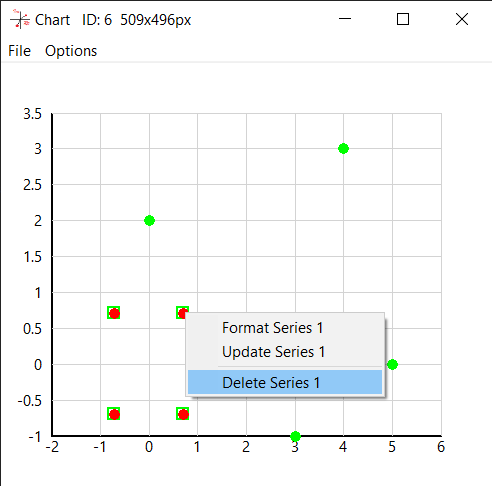 Chart ID: 6 509x496px
File Options
3.5
3
2.5
2
1.5
1
0.5
0
-0.5
-1
-2 -1 0 1 2 3 4 5 6
Format Series 1
Update Series 1
Delete Series 1